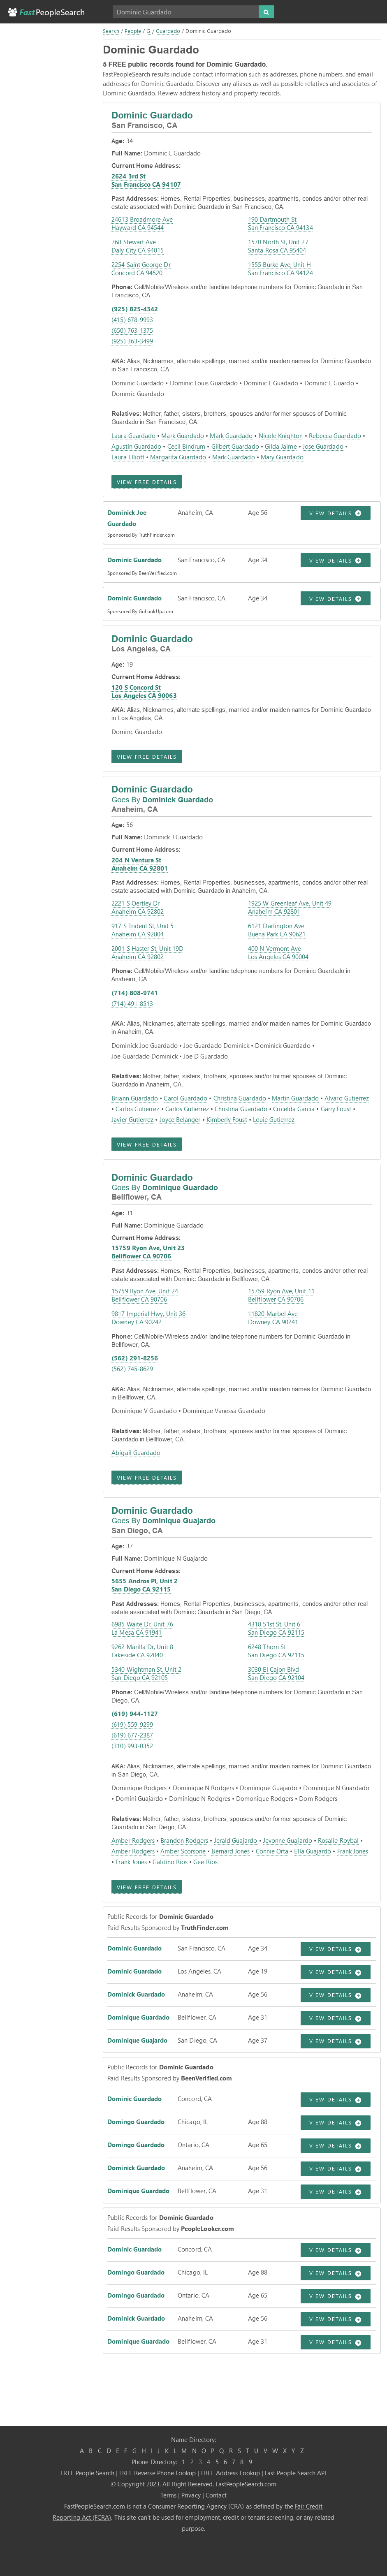 FastPeopleSearch
Dominic Guardado
Search / People / G / Guardado / Dominic Guardado
Dominic Guardado
5 FREE public records found for Dominic Guardado.
FastPeopleSearch results include contact information such as addresses, phone numbers, and email
addresses for Dominic Guardado. Discover any aliases as well as possible relatives and associates of
Dominic Guardado. Review address history and property records.
Dominic Guardado
San Francisco, CA
Age: 34
Full Name: Dominic L Guardado
Current Home Address:
2624 3rd St
San Francisco CA 94107
Past Addresses: Homes, Rental Properties, businesses, apartments, condos and/or other real
estate associated with Dominic Guardado in San Francisco, CA.
24613 Broadmore Ave
Hayward CA 94544
190 Dartmouth St
San Francisco CA 94134
768 Stewart Ave
Daly City CA 94015
1570 North St, Unit 27
Santa Rosa CA 95404
2254 Saint George Dr
Concord CA 94520
1555 Burke Ave, Unit H
San Francisco CA 94124
Phone: Cell/Mobile/Wireless and/or landline telephone numbers for Dominic Guardado in San
Francisco, CA.
(925) 825-4342
(415) 678-9993
(650) 763-1375
(925) 363-3499
AKA: Alias, Nicknames, alternate spellings, married and/or maiden names for Dominic Guardado
in San Francisco, CA.
Dominic Guardado • Dominic Louis Guardado • Dominic L Guadado • Dominic L Guardo •
Dommic Guardado
Relatives: Mother, father, sisters, brothers, spouses and/or former spouses of Dominic
Guardado in San Francisco, CA.
Laura Guardado • Mark Guardado • Mark Guardado • Nicole Knighton • Rebecca Guardado •
Agustin Guardado • Cecil Bindrum • Gilbert Guardado • Gilda Jaime • Jose Guardado •
Laura Elliott • Margarita Guardado • Mark Guardado • Mary Guardado
VIEW FREE DETAILS
Dominick Joe
Guardado
Anaheim, CA
Age 56
VIEW DETAILS
Sponsored By TruthFinder.com
Dominic Guardado
San Francisco, CA
Age 34
VIEW DETAILS
Sponsored By BeenVerified.com
Dominic Guardado
San Francisco, CA
Age 34
VIEW DETAILS
Sponsored By GoLookUp.com
Dominic Guardado
Los Angeles, CA
Age: 19
Current Home Address:
120 S Concord St
Los Angeles CA 90063
AKA: Alias, Nicknames, alternate spellings, married and/or maiden names for Dominic Guardado
in Los Angeles, CA.
Dominc Guardado
VIEW FREE DETAILS
Dominic Guardado
Goes By Dominick Guardado
Anaheim, CA
Age: 56
Full Name: Dominick J Guardado
Current Home Address:
204 N Ventura St
Anaheim CA 92801
Past Addresses: Homes, Rental Properties, businesses, apartments, condos and/or other real
estate associated with Dominic Guardado in Anaheim, CA.
2221 S Oertley Dr
Anaheim CA 92802
1925 W Greenleaf Ave, Unit 49
Anaheim CA 92801
917 S Trident St, Unit 5
Anaheim CA 92804
6121 Darlington Ave
Buena Park CA 90621
2001 S Haster St, Unit 19D
Anaheim CA 92802
400 N Vermont Ave
Los Angeles CA 90004
Phone: Cell/Mobile/Wireless and/or landline telephone numbers for Dominic Guardado in
Anaheim, CA.
(714) 808-9741
(714) 491-8513
AKA: Alias, Nicknames, alternate spellings, married and/or maiden names for Dominic Guardado
in Anaheim, CA.
Dominick Joe Guardado • Joe Guardado Dominick • Dominick Guardado •
Joe Guardado Dominick • Joe D Guardado
Relatives: Mother, father, sisters, brothers, spouses and/or former spouses of Dominic
Guardado in Anaheim, CA.
Briann Guardado • Carol Guardado • Christina Guardado • Martin Guardado • Alvaro Gutierrez
• Carlos Gutierrez • Carlos Gutierrez • Christina Guardado • Cricelda Garcia • Garry Foust •
Javier Gutierrez • Joyce Belanger • Kimberly Foust • Louie Gutierrez
VIEW FREE DETAILS
Dominic Guardado
Goes By Dominique Guardado
Bellflower, CA
Age: 31
Full Name: Dominique Guardado
Current Home Address:
15759 Ryon Ave, Unit 23
Bellflower CA 90706
Past Addresses: Homes, Rental Properties, businesses, apartments, condos and/or other real
estate associated with Dominic Guardado in Bellflower, CA.
15759 Ryon Ave, Unit 24
Bellflower CA 90706
15759 Ryon Ave, Unit 11
Bellflower CA 90706
9817 Imperial Hwy, Unit 36
Downey CA 90242
11820 Marbel Ave
Downey CA 90241
Phone: Cell/Mobile/Wireless and/or landline telephone numbers for Dominic Guardado in
Bellflower, CA.
(562) 291-8256
(562) 745-8629
AKA: Alias, Nicknames, alternate spellings, married and/or maiden names for Dominic Guardado
in Bellflower, CA.
Dominique V Guardado • Dominique Vanessa Guardado
Relatives: Mother, father, sisters, brothers, spouses and/or former spouses of Dominic
Guardado in Bellflower, CA.
Abigail Guardado
VIEW FREE DETAILS
Dominic Guardado
Goes By Dominique Guajardo
San Diego, CA
Age: 37
Full Name: Dominique N Guajardo
Current Home Address:
5655 Andros Pl, Unit 2
San Diego CA 92115
Past Addresses: Homes, Rental Properties, businesses, apartments, condos and/or other real
estate associated with Dominic Guardado in San Diego, CA.
6985 Waite Dr, Unit 76
La Mesa CA 91941
4318 51st St, Unit 6
San Diego CA 92115
9262 Marilla Dr, Unit 8
Lakeside CA 92040
6248 Thorn St
San Diego CA 92115
5340 Wightman St, Unit 2
San Diego CA 92105
3030 El Cajon Blvd
San Diego CA 92104
Phone: Cell/Mobile/Wireless and/or landline telephone numbers for Dominic Guardado in San
Diego, CA.
(619) 944-1127
(619) 559-9299
(619) 677-2387
(310) 993-0352
AKA: Alias, Nicknames, alternate spellings, married and/or maiden names for Dominic Guardado
in San Diego, CA.
Dominique Rodgers • Dominique N Rodgers • Dominique Guajardo • Dominique N Guardado
• Domini Guajardo • Dominique N Rodgres • Domonique Rodgers • Dom Rodgers
Relatives: Mother, father, sisters, brothers, spouses and/or former spouses of Dominic
Guardado in San Diego, CA.
Amber Rodgers • Brandon Rodgers • Jerald Guajardo • Jevonne Guajardo • Rosalie Roybal •
Amber Rodgers • Amber Scorsone • Bernard Jones • Connie Orta • Ella Guajardo • Frank Jones
• Frank Jones • Galdino Rios • Gee Rios
VIEW FREE DETAILS
Public Records for Dominic Guardado
Paid Results Sponsored by TruthFinder.com
Dominic Guardado
San Francisco, CA
Age 34
VIEW DETAILS
Dominic Guardado
Los Angeles, CA
Age 19
VIEW DETAILS
Dominick Guardado
Anaheim, CA
Age 56
VIEW DETAILS
Dominique Guardado
Bellflower, CA
Age 31
VIEW DETAILS
Dominique Guajardo
San Diego, CA
Age 37
VIEW DETAILS
Public Records for Dominic Guardado
Paid Results Sponsored by BeenVerified.com
Dominic Guardado
Concord, CA
VIEW DETAILS
Domingo Guardado
Chicago, IL
Age 88
VIEW DETAILS
Domingo Guardado
Ontario, CA
Age 65
VIEW DETAILS
Dominick Guardado
Anaheim, CA
Age 56
VIEW DETAILS
Dominique Guardado
Bellflower, CA
Age 31
VIEW DETAILS
Public Records for Dominic Guardado
Paid Results Sponsored by PeopleLooker.com
Dominic Guardado
Concord, CA
VIEW DETAILS
Domingo Guardado
Chicago, IL
Age 88
VIEW DETAILS
Domingo Guardado
Ontario, CA
Age 65
VIEW DETAILS
Dominick Guardado
Anaheim, CA
Age 56
VIEW DETAILS
Dominique Guardado
Bellflower, CA
Age 31
VIEW DETAILS
Name Directory:
A B C D E F G H I J K L M N O P Q R S T U V W X Y Z
Phone Directory: 1 2 3 4 5 6 7 8 9
FREE People Search | FREE Reverse Phone Lookup | FREE Address Lookup | Fast People Search API
© Copyright 2023. All Right Reserved. FastPeopleSearch.com
Terms | Privacy | Contact
FastPeopleSearch.com is not a Consumer Reporting Agency (CRA) as defined by the Fair Credit
Reporting Act (FCRA). This site can't be used for employment, credit or tenant screening, or any related
purpose.